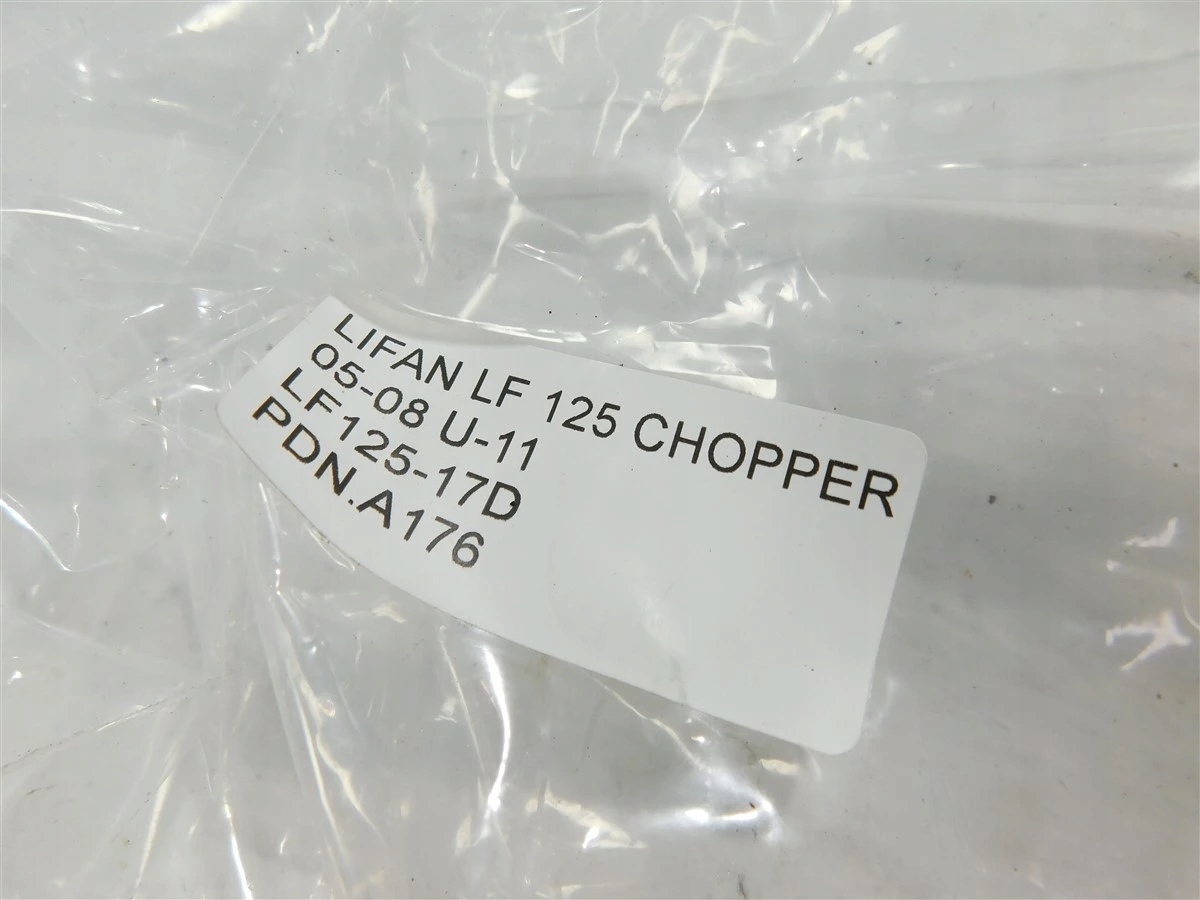 LIFAN LF 125 CHOPPER
05-08 U-11
LF125-17D
PDN.A176